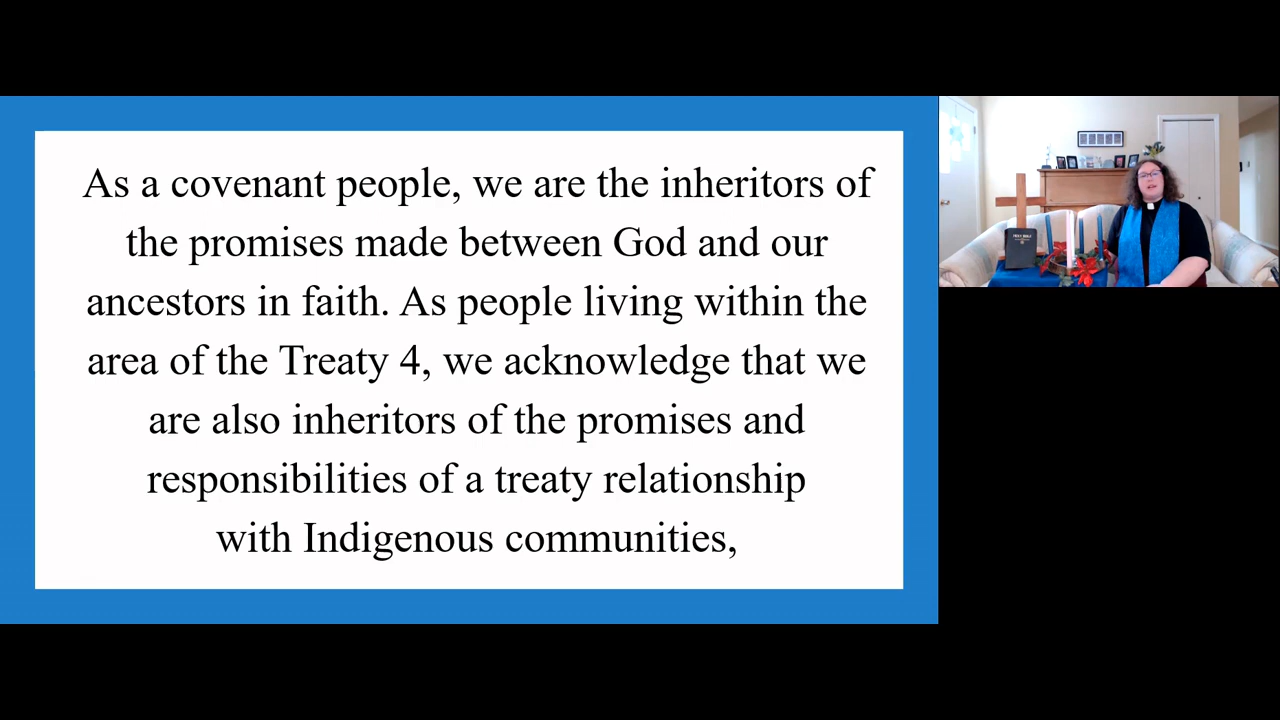 As a covenant people, we are the inheritors of
the promises made between God and our
ancestors in faith. As people living within the
area of the Treaty 4, we acknowledge that we
are also inheritors of the promises and
responsibilities of a treaty relationship
with Indigenous communities,
HOLY BIBLE